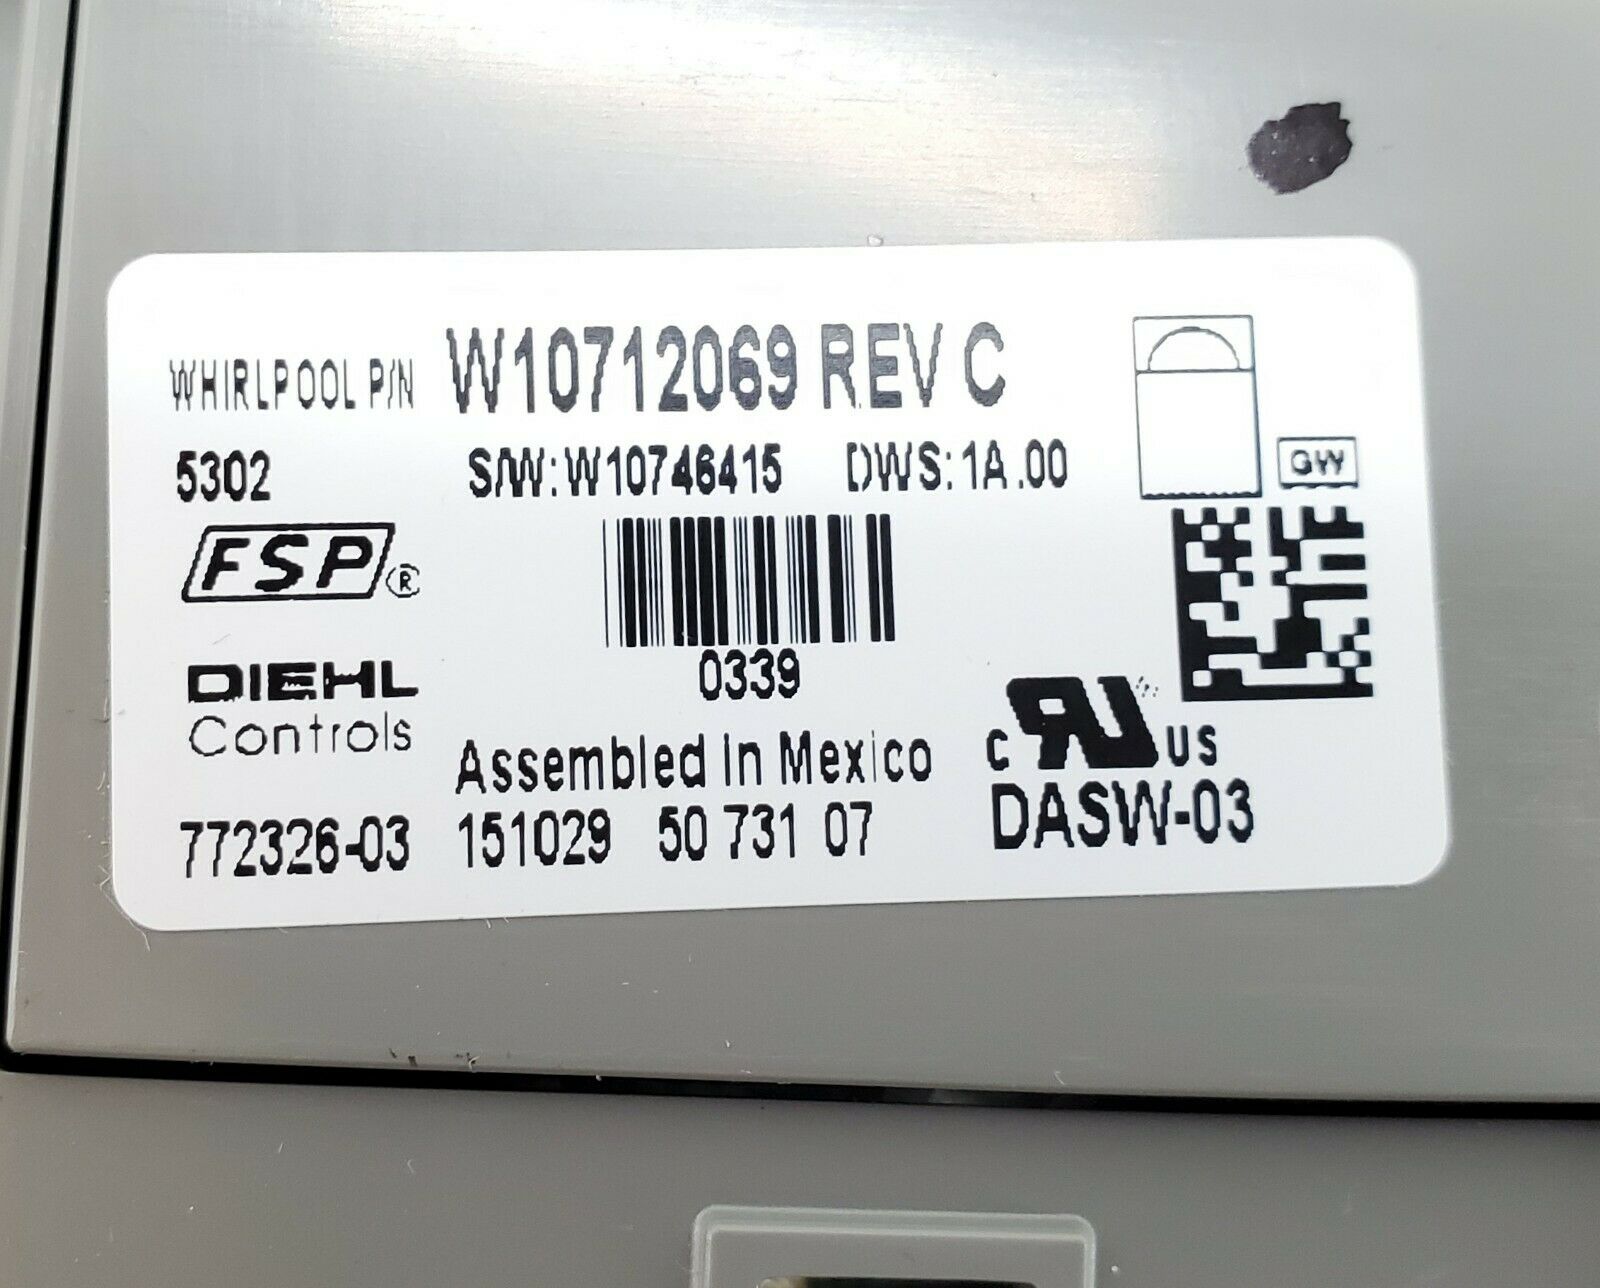 WHIRLPOOL P/N W10712069 REV C
5302 S/W:W10746415 DWS:1A.00
GW
FSP®
0339
DIEHL
Controls
Assembled In Mexico
C RU US
772326-03 151029 50 731 07
DASW-03